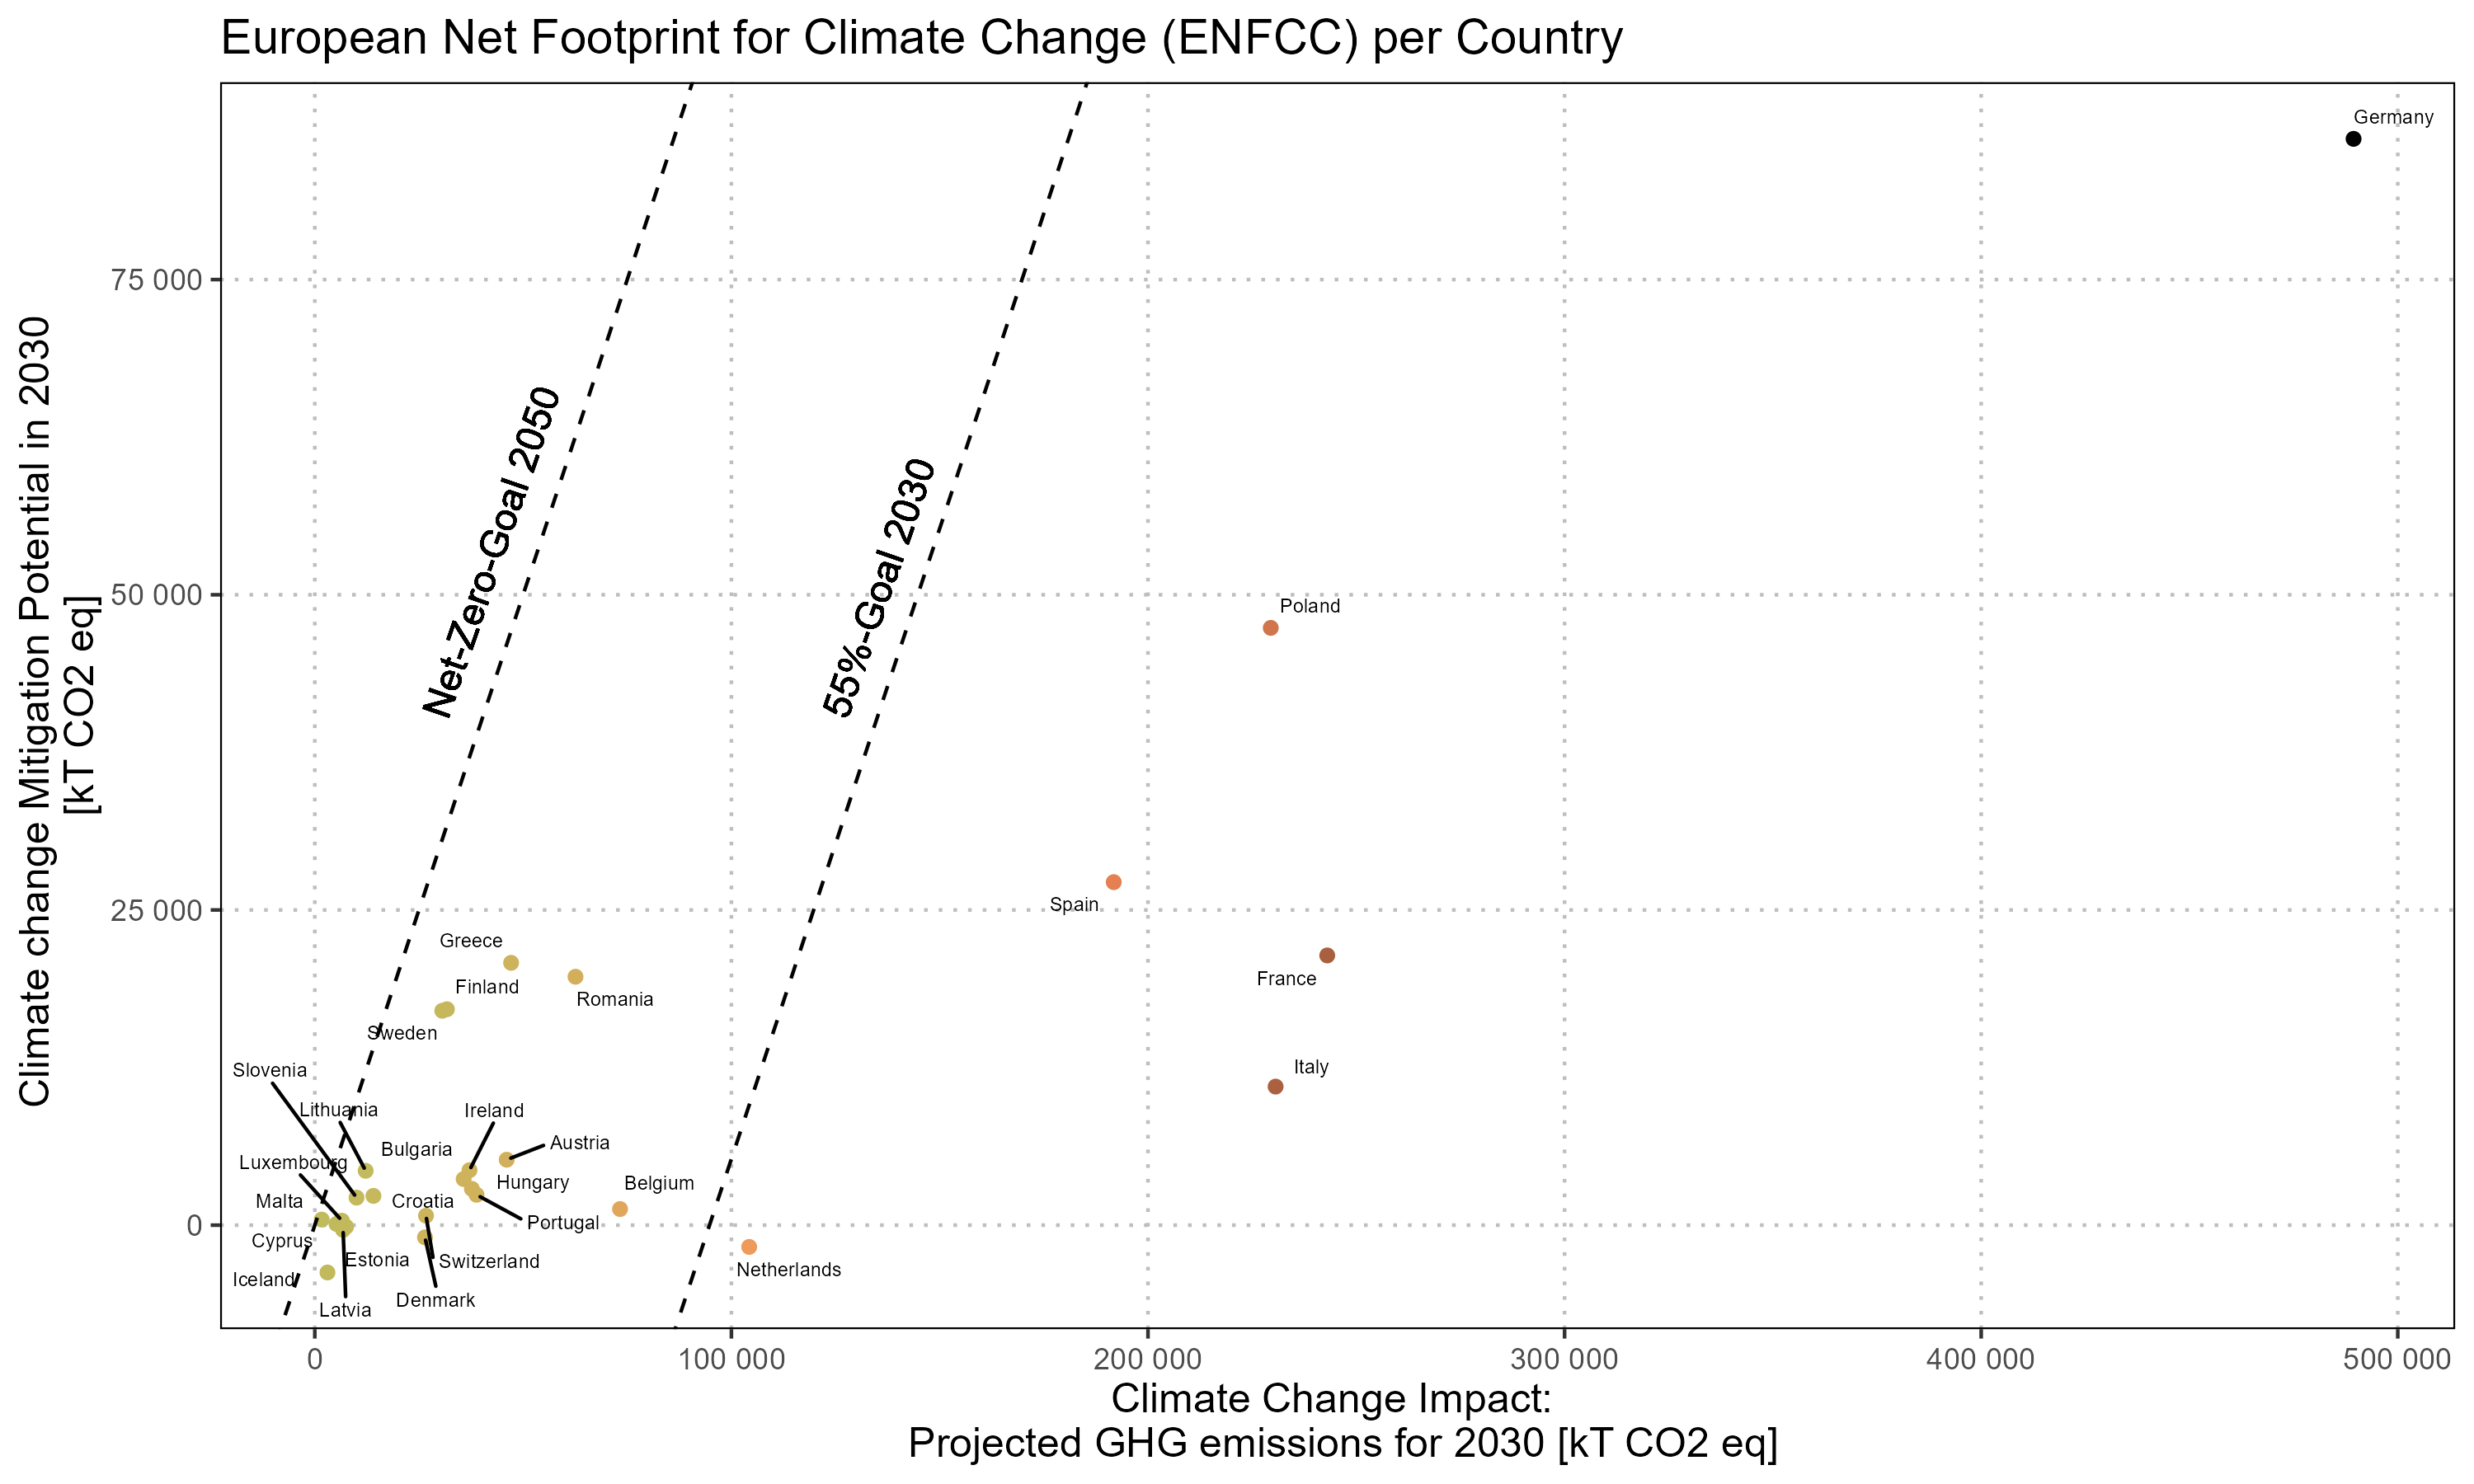 European Net Footprint for Climate Change (ENFCC) per Country
Climate change Mitigation Potential in 2030
[kT CO2 eq]
75 000
50 000
25 000
0
Net-Zero-Goal 2050
55%-Goal 2030
Germany
Poland
Spain
France
Italy
Greece
Finland
Romania
Sweden
Slovenia
Lithuania
Ireland
Bulgaria
Austria
Luxembourg
Hungary
Belgium
Malta
Croatia
Portugal
Cyprus
Estonia
Switzerland
Netherlands
Iceland
Denmark
Latvia
0
100 000
200 000
300 000
400 000
500 000
Climate Change Impact:
Projected GHG emissions for 2030 [kT CO2 eq]